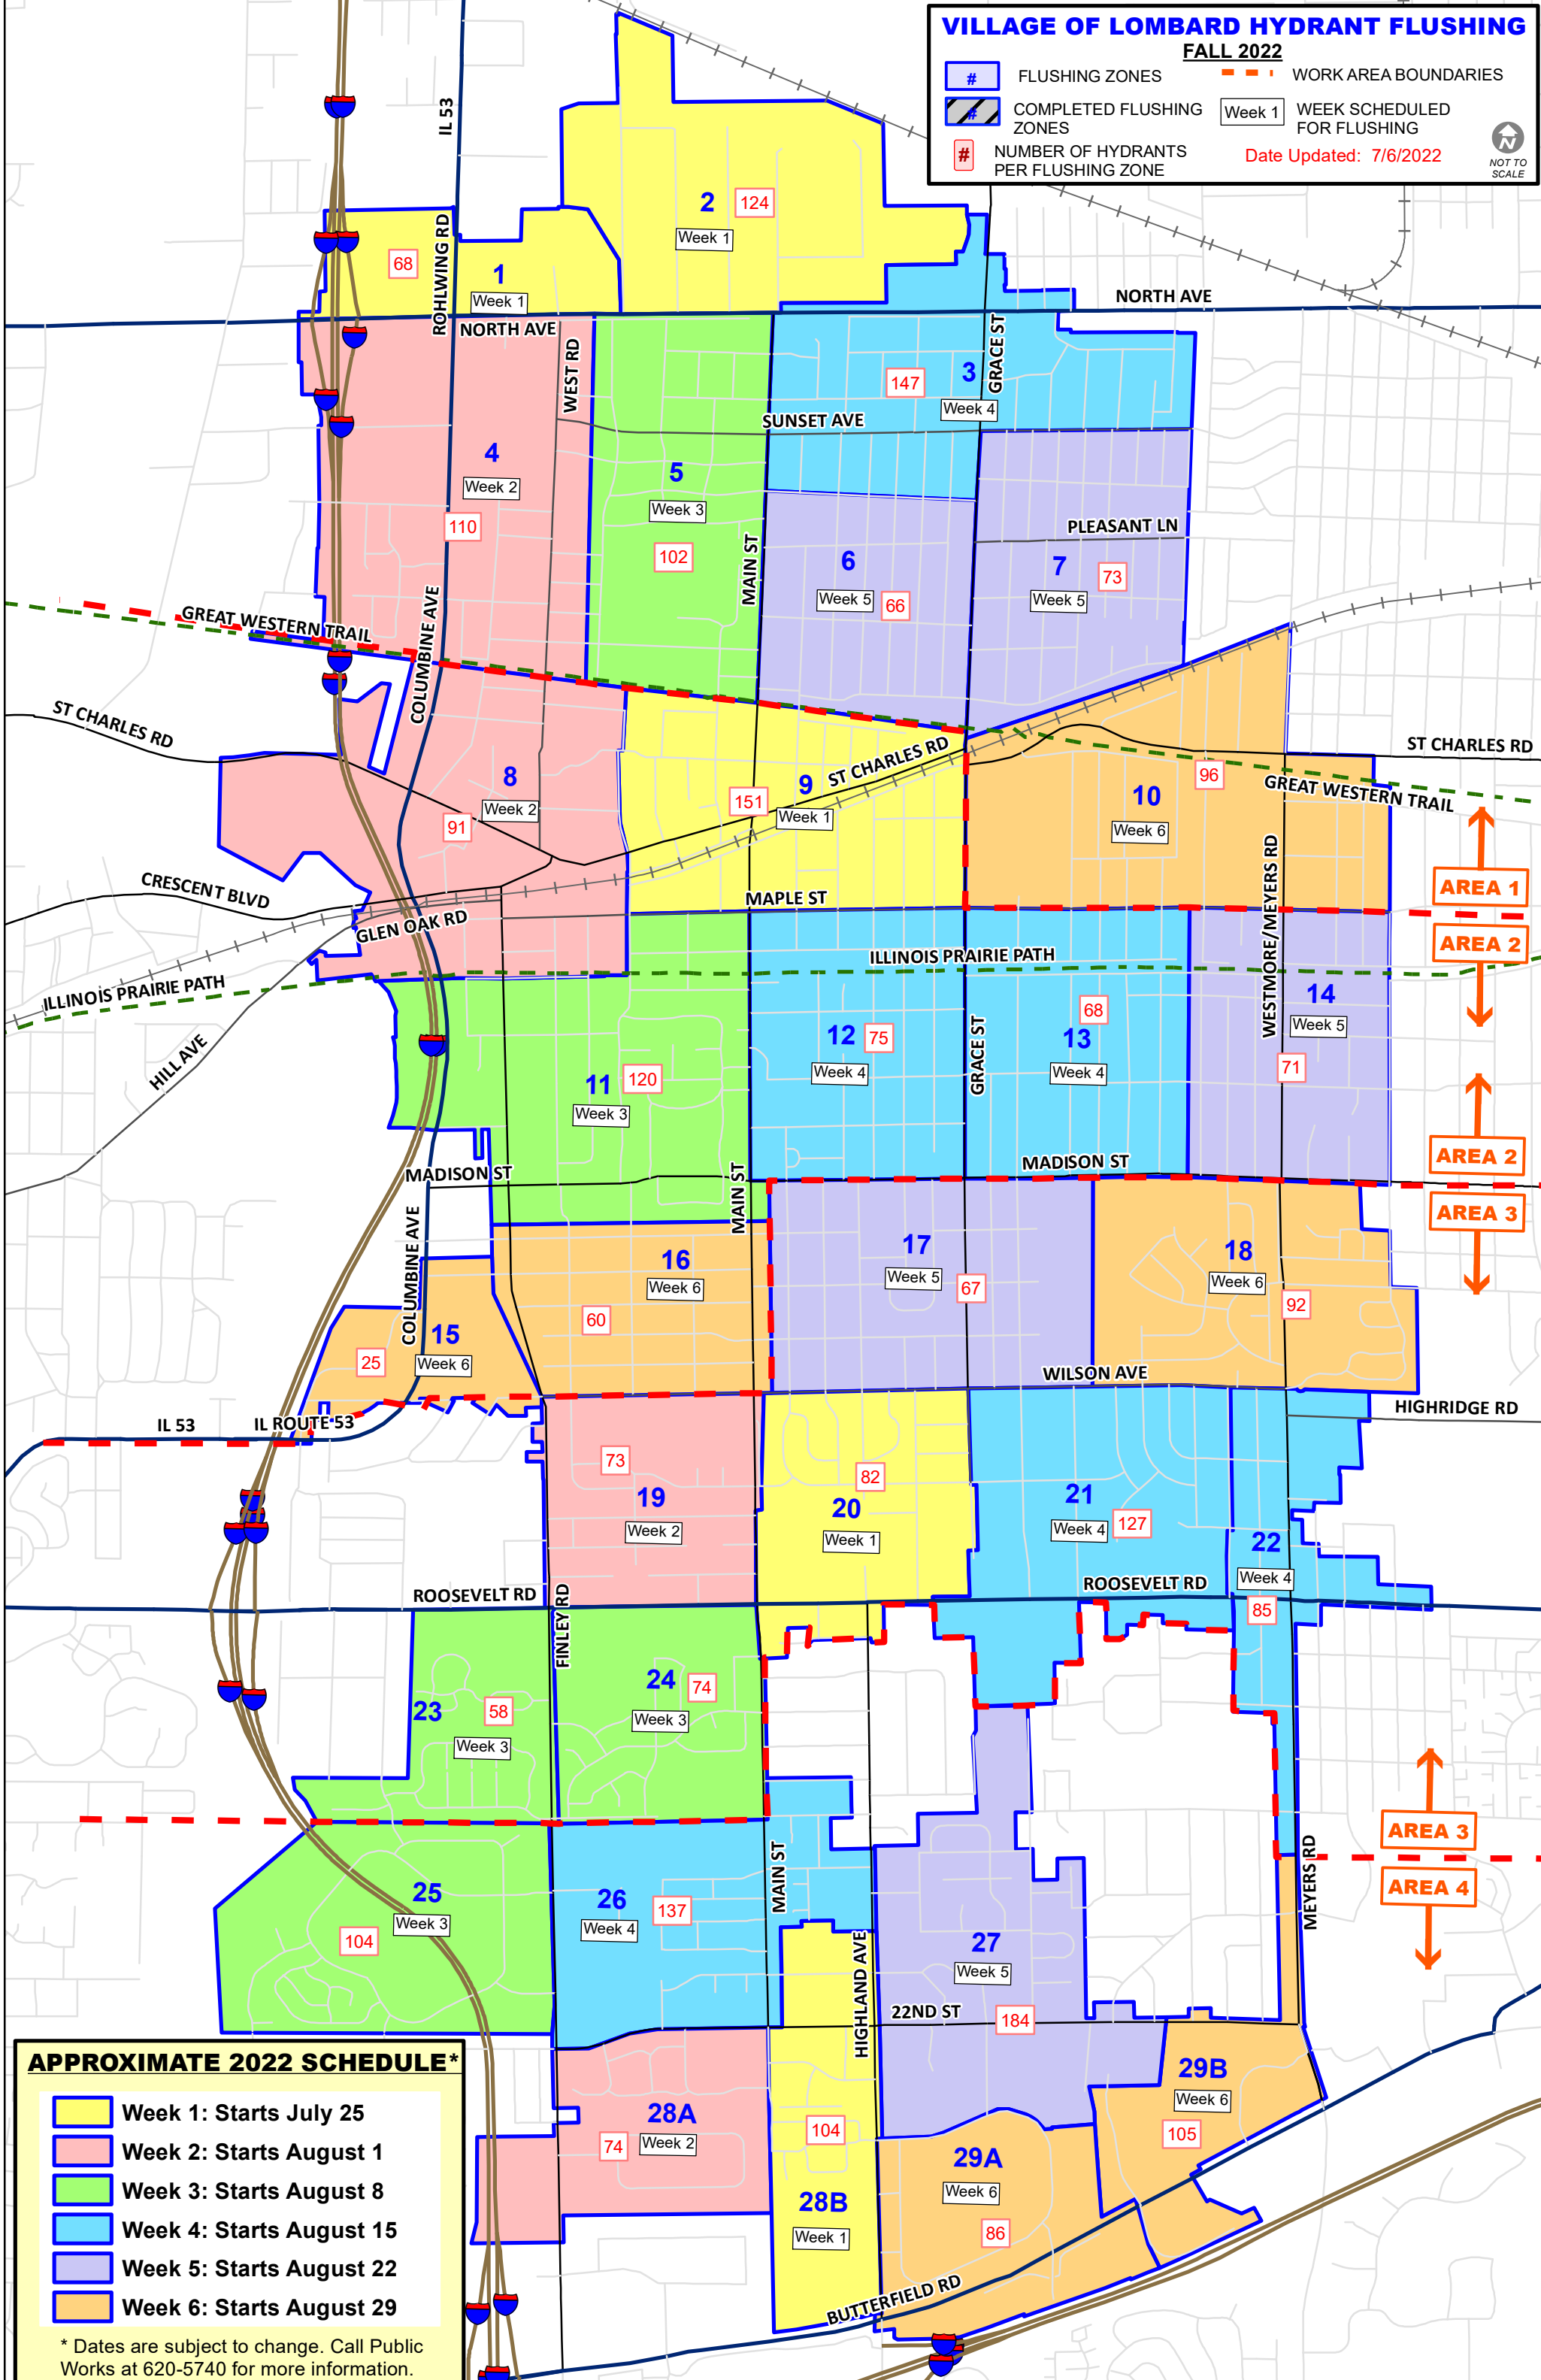 VILLAGE OF LOMBARD HYDRANT FLUSHING
FALL 2022
# FLUSHING ZONES
WORK AREA BOUNDARIES
# COMPLETED FLUSHING
ZONES
Week 1 WEEK SCHEDULED
FOR FLUSHING
# NUMBER OF HYDRANTS
PER FLUSHING ZONE
Date Updated: 7/6/2022
N
NOT TO
SCALE
IL 53
2 124
Week 1
ROHLWING RD
68
1
Week 1
NORTH AVE
NORTH AVE
WEST RD
GRACE ST
3
147
Week 4
SUNSET AVE
4
Week 2
110
5
Week 3
102
MAIN ST
PLEASANT LN
6
Week 5 66
7 73
Week 5
GREAT WESTERN TRAIL
COLUMBINE AVE
ST CHARLES RD
ST CHARLES RD
ST CHARLES RD
8
Week 2
91
9
151
Week 1
96
10
Week 6
GREAT WESTERN TRAIL
WESTMORE/MEYERS RD
AREA 1
CRESCENT BLVD
GLEN OAK RD
MAPLE ST
AREA 2
ILLINOIS PRAIRIE PATH
ILLINOIS PRAIRIE PATH
HILL AVE
11 120
Week 3
12 75
Week 4
GRACE ST
68
13
Week 4
14
Week 5
71
MADISON ST
MADISON ST
MAIN ST
AREA 2
AREA 3
COLUMBINE AVE
16
Week 6
60
17
Week 5
67
18
Week 6
92
15
25
Week 6
WILSON AVE
HIGHRIDGE RD
IL 53
IL ROUTE 53
73
19
Week 2
82
20
Week 1
21
Week 4 127
22
Week 4
85
ROOSEVELT RD
ROOSEVELT RD
FINLEY RD
23 58
Week 3
24 74
Week 3
AREA 3
AREA 4
MEYERS RD
25
Week 3
104
26 137
Week 4
MAIN ST
HIGHLAND AVE
27
Week 5
22ND ST
184
28A
74 Week 2
104
28B
Week 1
29A
Week 6
86
29B
Week 6
105
BUTTERFIELD RD
APPROXIMATE 2022 SCHEDULE*
Week 1: Starts July 25
Week 2: Starts August 1
Week 3: Starts August 8
Week 4: Starts August 15
Week 5: Starts August 22
Week 6: Starts August 29
* Dates are subject to change. Call Public
Works at 620-5740 for more information.